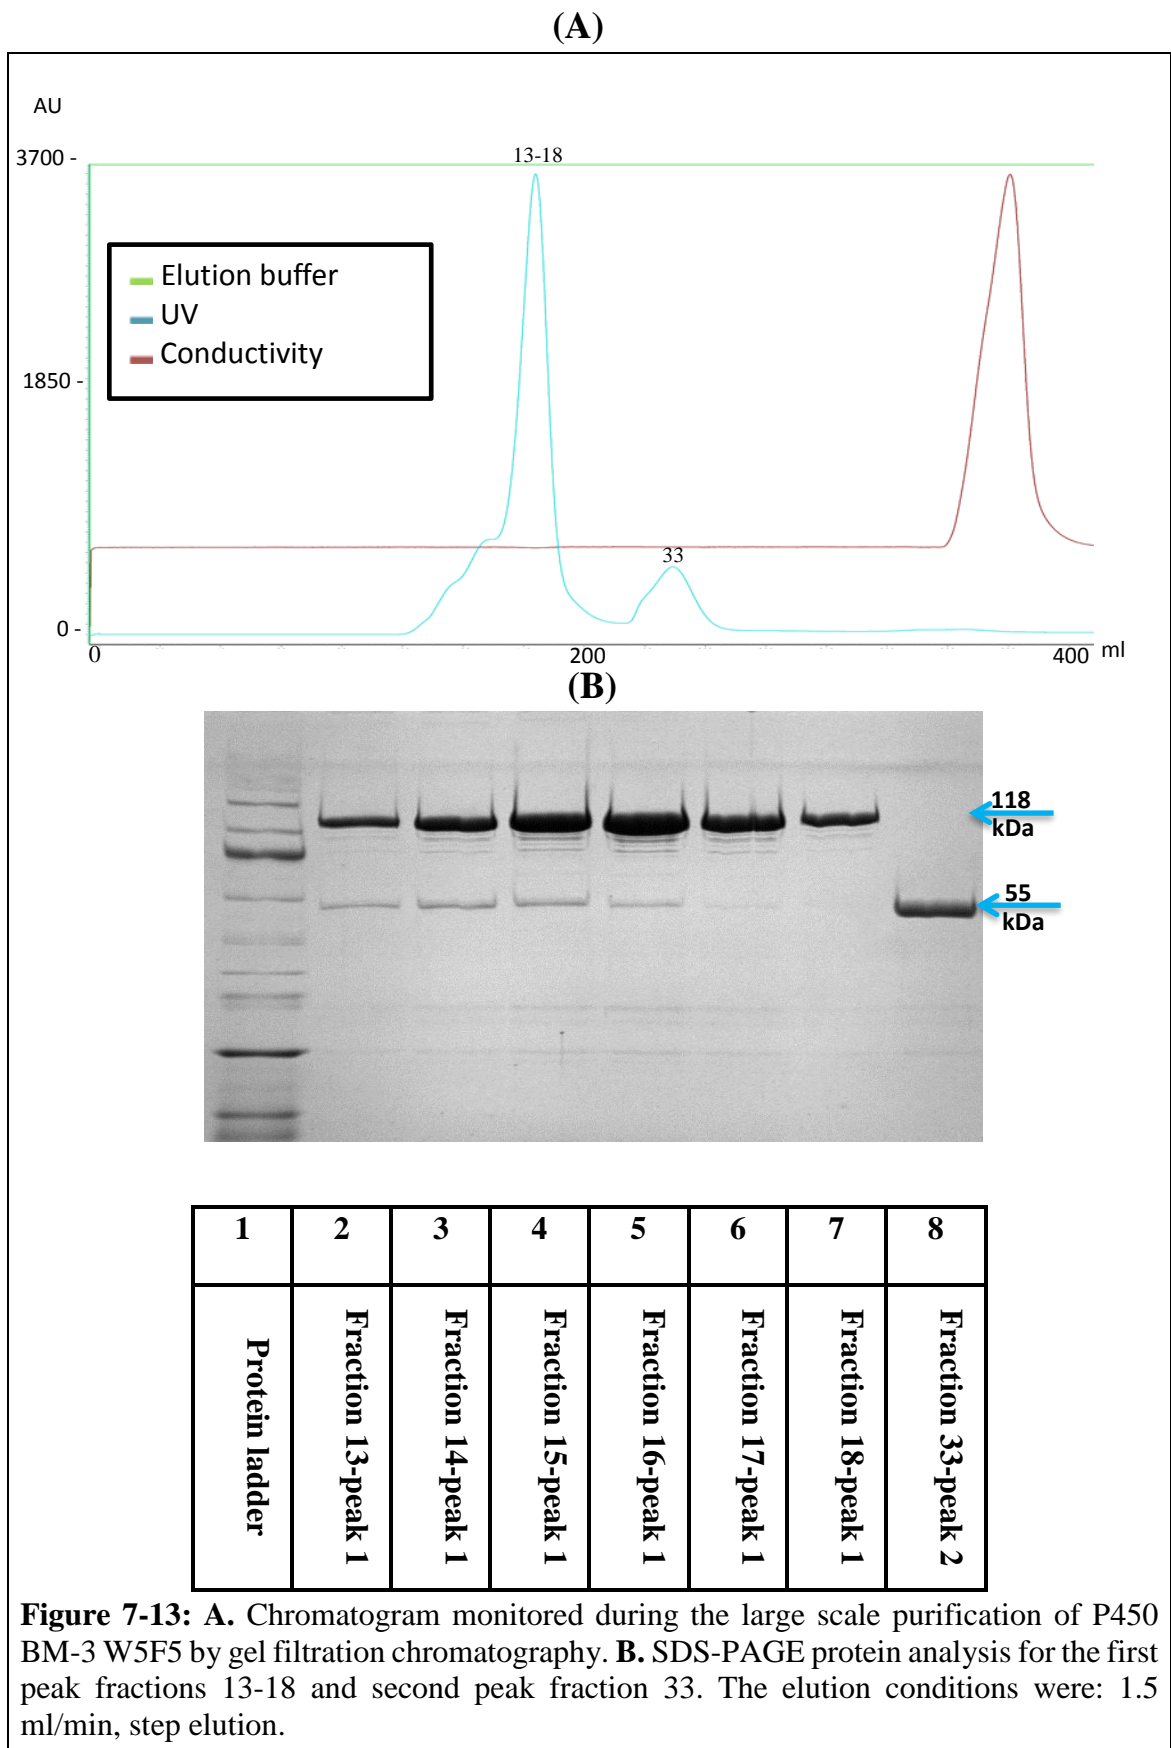 (A)
AU
3700 -
13-18
Elution buffer
UV
Conductivity
1850 -
33
0 -
0
200
400
ml
(B)
118
kDa
55
kDa
1 2 3 4 5 6 7 8
Protein ladder
Fraction 13-peak 1
Fraction 14-peak 1
Fraction 15-peak 1
Fraction 16-peak 1
Fraction 17-peak 1
Fraction 18-peak 1
Fraction 33-peak 2
Figure 7-13: A. Chromatogram monitored during the large scale purification of P450
BM-3 W5F5 by gel filtration chromatography. B. SDS-PAGE protein analysis for the first
peak fractions 13-18 and second peak fraction 33. The elution conditions were: 1.5
ml/min, step elution.